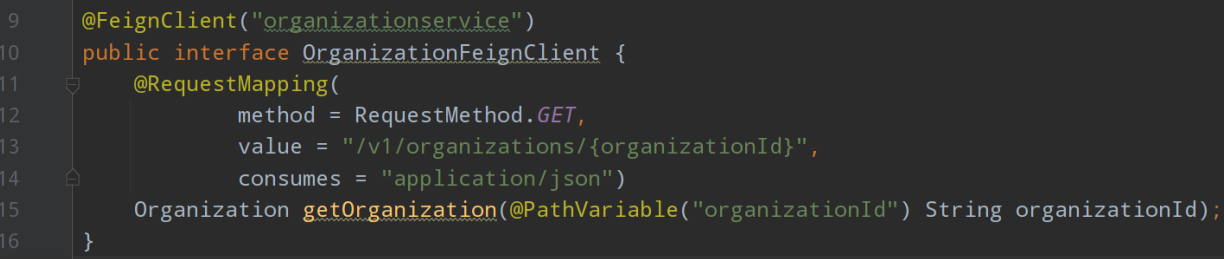 9 @FeignClient("organizationservice")
10 public interface OrganizationFeignClient {
11 @RequestMapping(
12 method = RequestMethod.GET,
13 value = "/v1/organizations/{organizationId}",
14 consumes = "application/json")
15 Organization getOrganization(@PathVariable("organizationId") String organizationId);
16 }